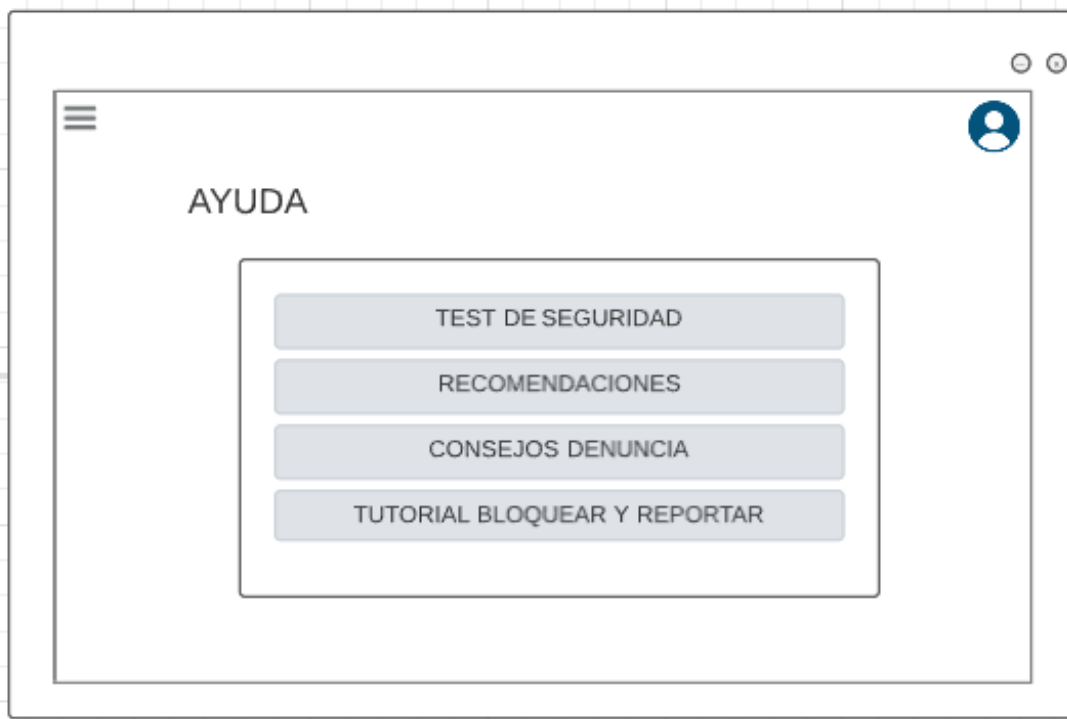 AYUDA
TEST DE SEGURIDAD
RECOMENDACIONES
CONSEJOS DENUNCIA
TUTORIAL BLOQUEAR Y REPORTAR